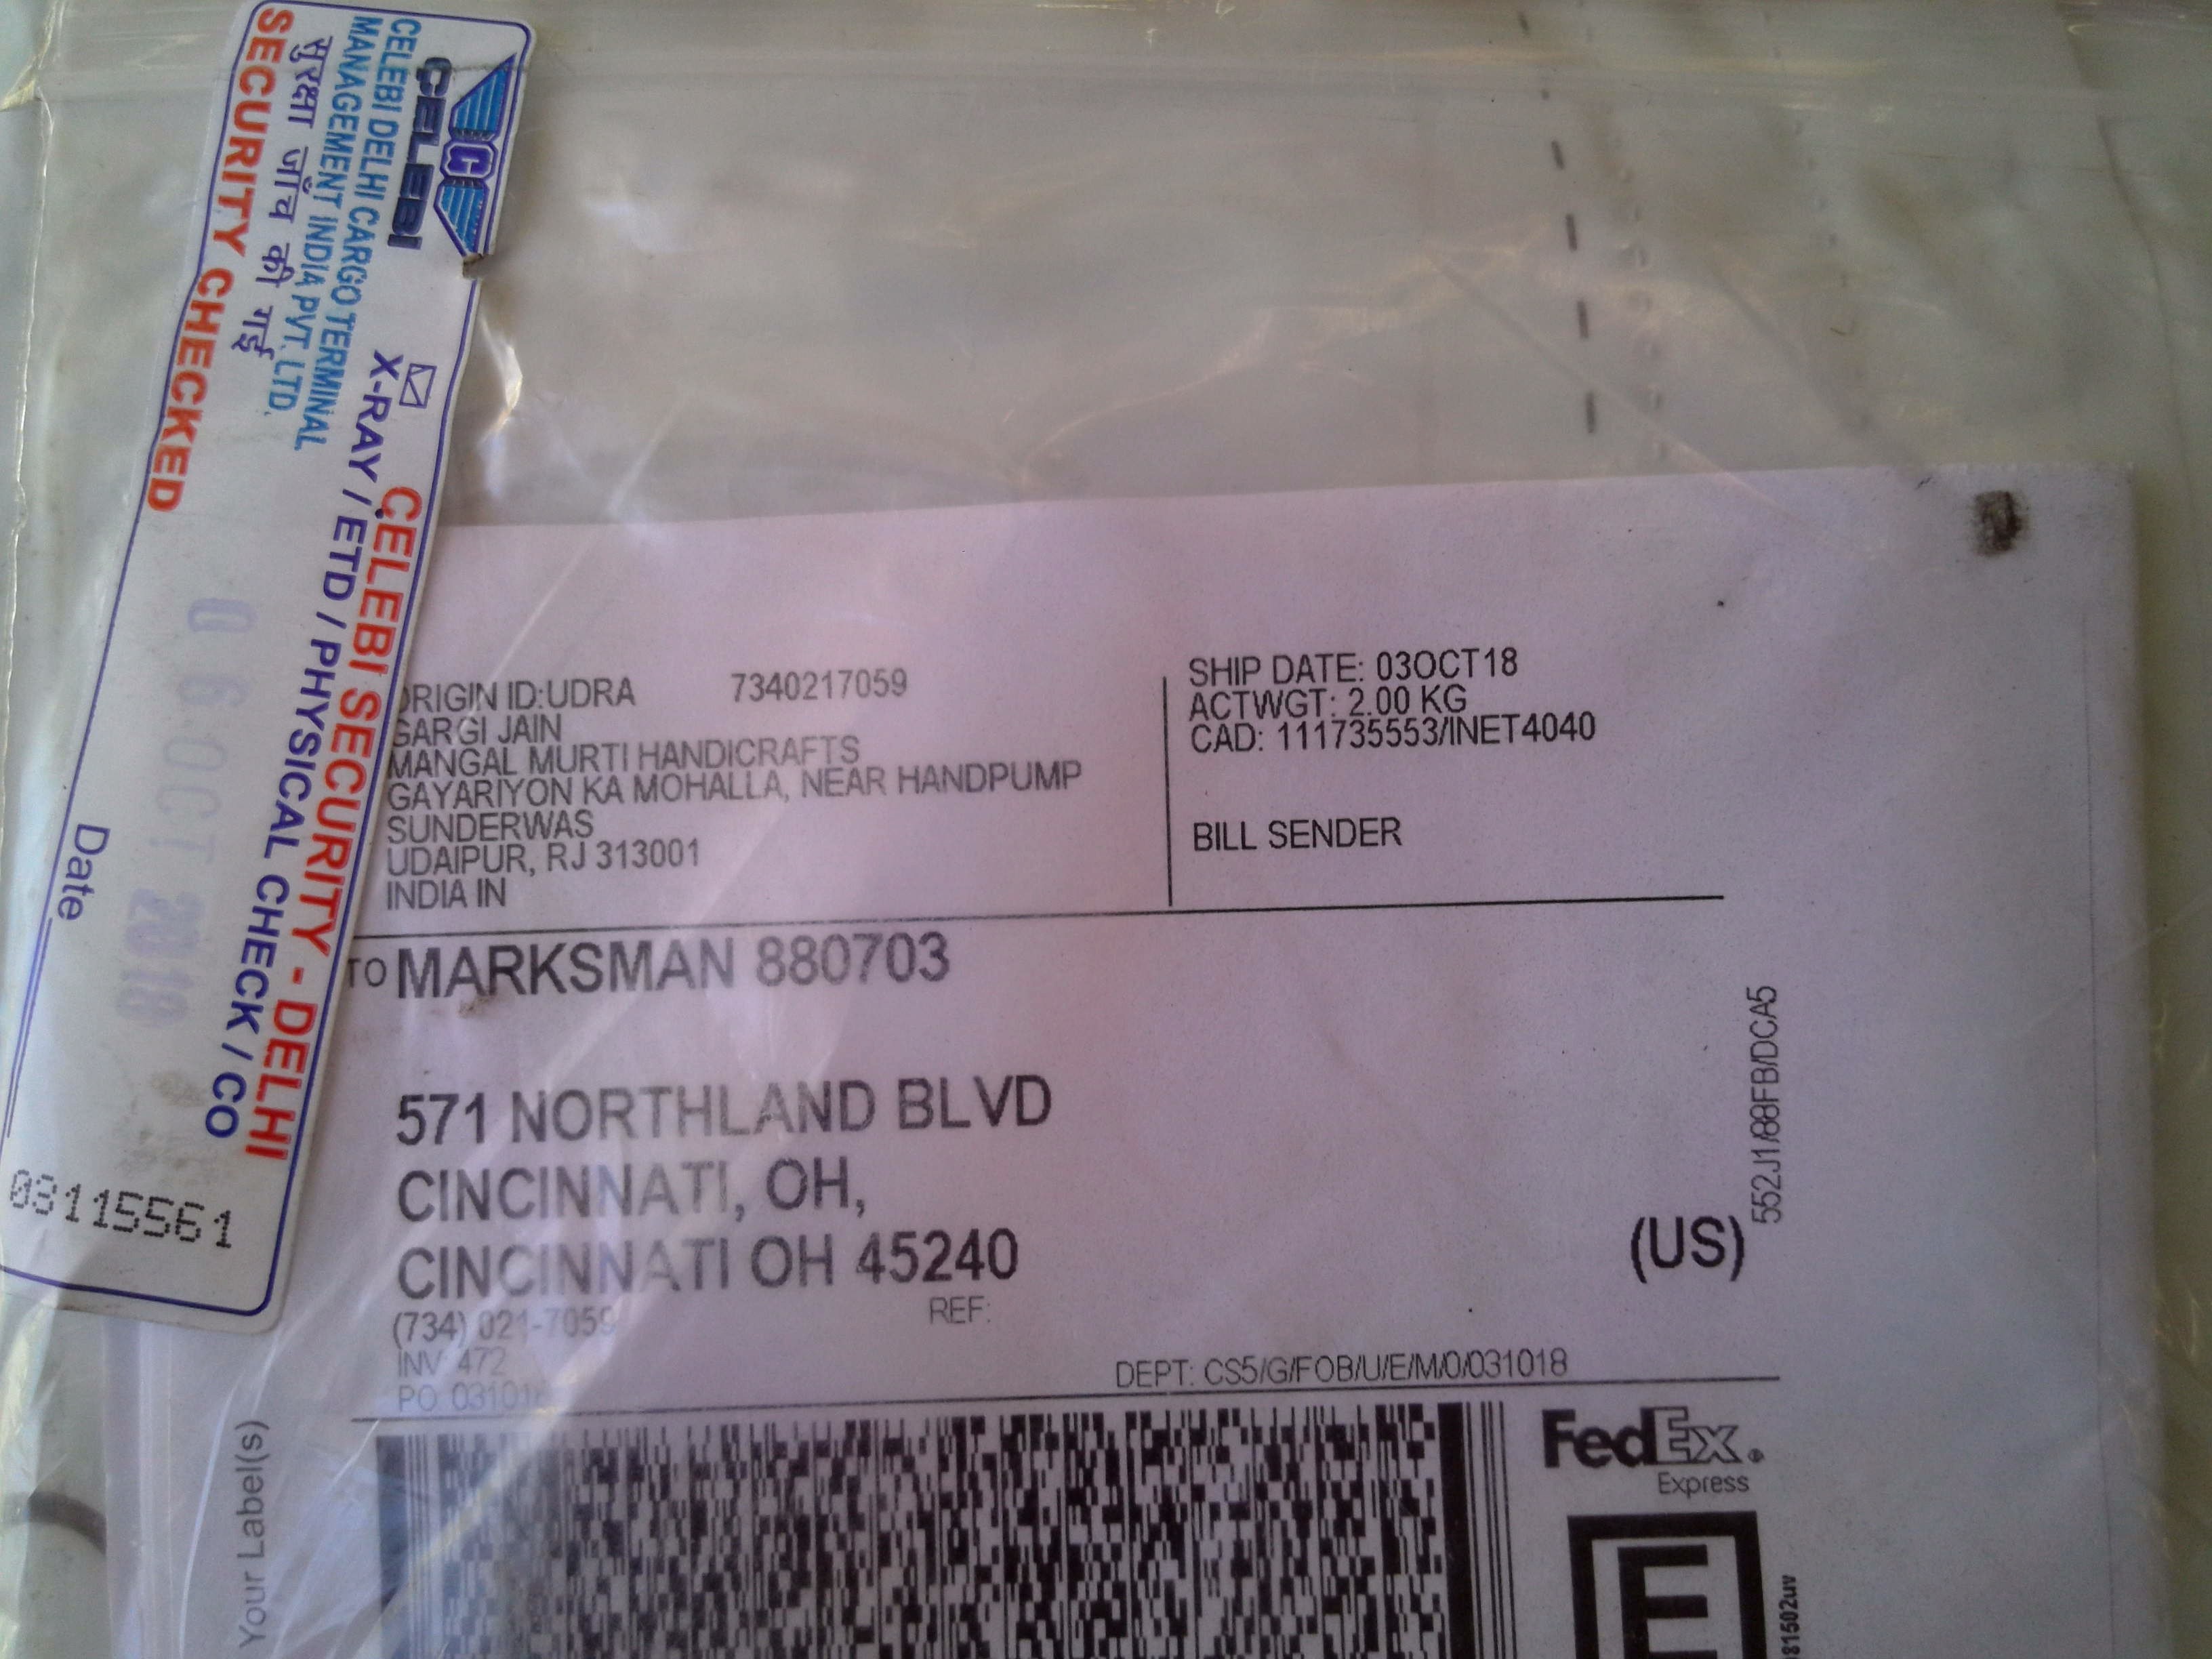 CELEBI
CELEBI DELHI CARGO TERMINAL
MANAGEMENT INDIA PVT. LTD.
सुरक्षा जाँच की गई
SECURITY CHECKED
CELEBI SECURITY - DELHI
X-RAY / ETD / PHYSICAL CHECK / CO
06 OCT 2018
Date
03115561
ORIGIN ID:UDRA 7340217059
GARGI JAIN
MANGAL MURTI HANDICRAFTS
GAYARIYON KA MOHALLA, NEAR HANDPUMP
SUNDERWAS
UDAIPUR, RJ 313001
INDIA IN
SHIP DATE: 03OCT18
ACTWGT: 2.00 KG
CAD: 111735553/INET4040
BILL SENDER
TO MARKSMAN 880703
571 NORTHLAND BLVD
CINCINNATI, OH,
CINCINNATI OH 45240
(US)
(734) 021-7059
REF:
INV: 472
PO: 03101
DEPT: CS5/G/FOB/U/E/M/0/031018
552J1/88FB/DCA5
FedEx
Express
E
Your Label(s)
81502uv